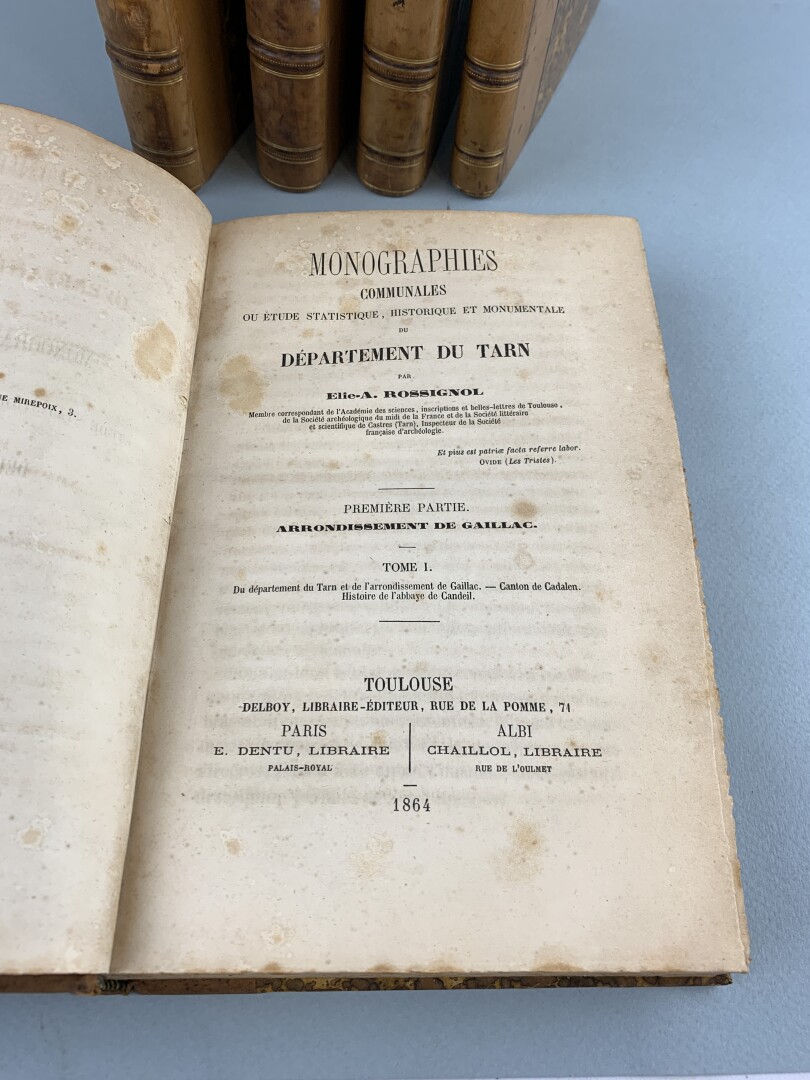 MIREPOIX, 3.
MONOGRAPHIES
COMMUNALES
OU ÉTUDE STATISTIQUE, HISTORIQUE ET MONUMENTALE
DU
DÉPARTEMENT DU TARN
PAR
Elie-A. ROSSIGNOL
Membre correspondant de l'Académie des sciences, inscriptions et belles-lettres de Toulouse,
de la Société archéologique du midi de la France et de la Société littéraire
et scientifique de Castres (Tarn), Inspecteur de la Société
française d'archéologie.
Et pius est patriæ facta referre labor.
OVIDE (Les Tristes).
PREMIÈRE PARTIE.
ARRONDISSEMENT DE GAILLAC.
TOME I.
Du département du Tarn et de l'arrondissement de Gaillac. — Canton de Cadalen.
Histoire de l'abbaye de Candeil.
TOULOUSE
DELBOY, LIBRAIRE-ÉDITEUR, RUE DE LA POMME, 71
PARIS
E. DENTU, LIBRAIRE
PALAIS-ROYAL
ALBI
CHAILLOL, LIBRAIRE
RUE DE L'OULMET
1864